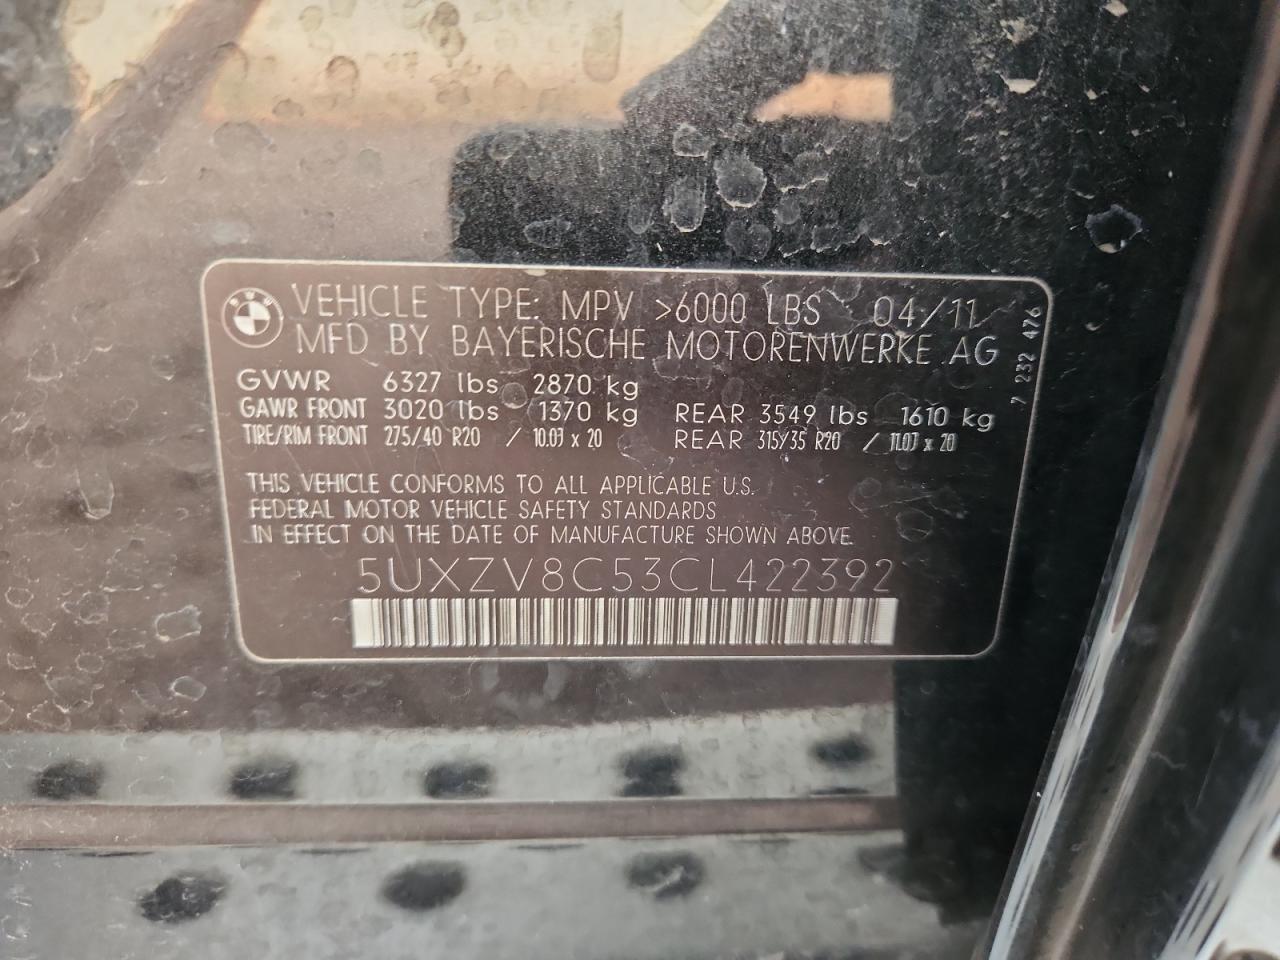 VEHICLE TYPE: MPV >6000 LBS 04/11
MFD BY BAYERISCHE MOTORENWERKE AG
7 232 476
GVWR 6327 lbs 2870 kg
GAWR FRONT 3020 lbs 1370 kg REAR 3549 lbs 1610 kg
TIRE/RIM FRONT 275/40 R20 / 10.0J x 20 REAR 315/35 R20 / 11.0J x 20
THIS VEHICLE CONFORMS TO ALL APPLICABLE U.S.
FEDERAL MOTOR VEHICLE SAFETY STANDARDS
IN EFFECT ON THE DATE OF MANUFACTURE SHOWN ABOVE.
5UXZV8C53CL422392